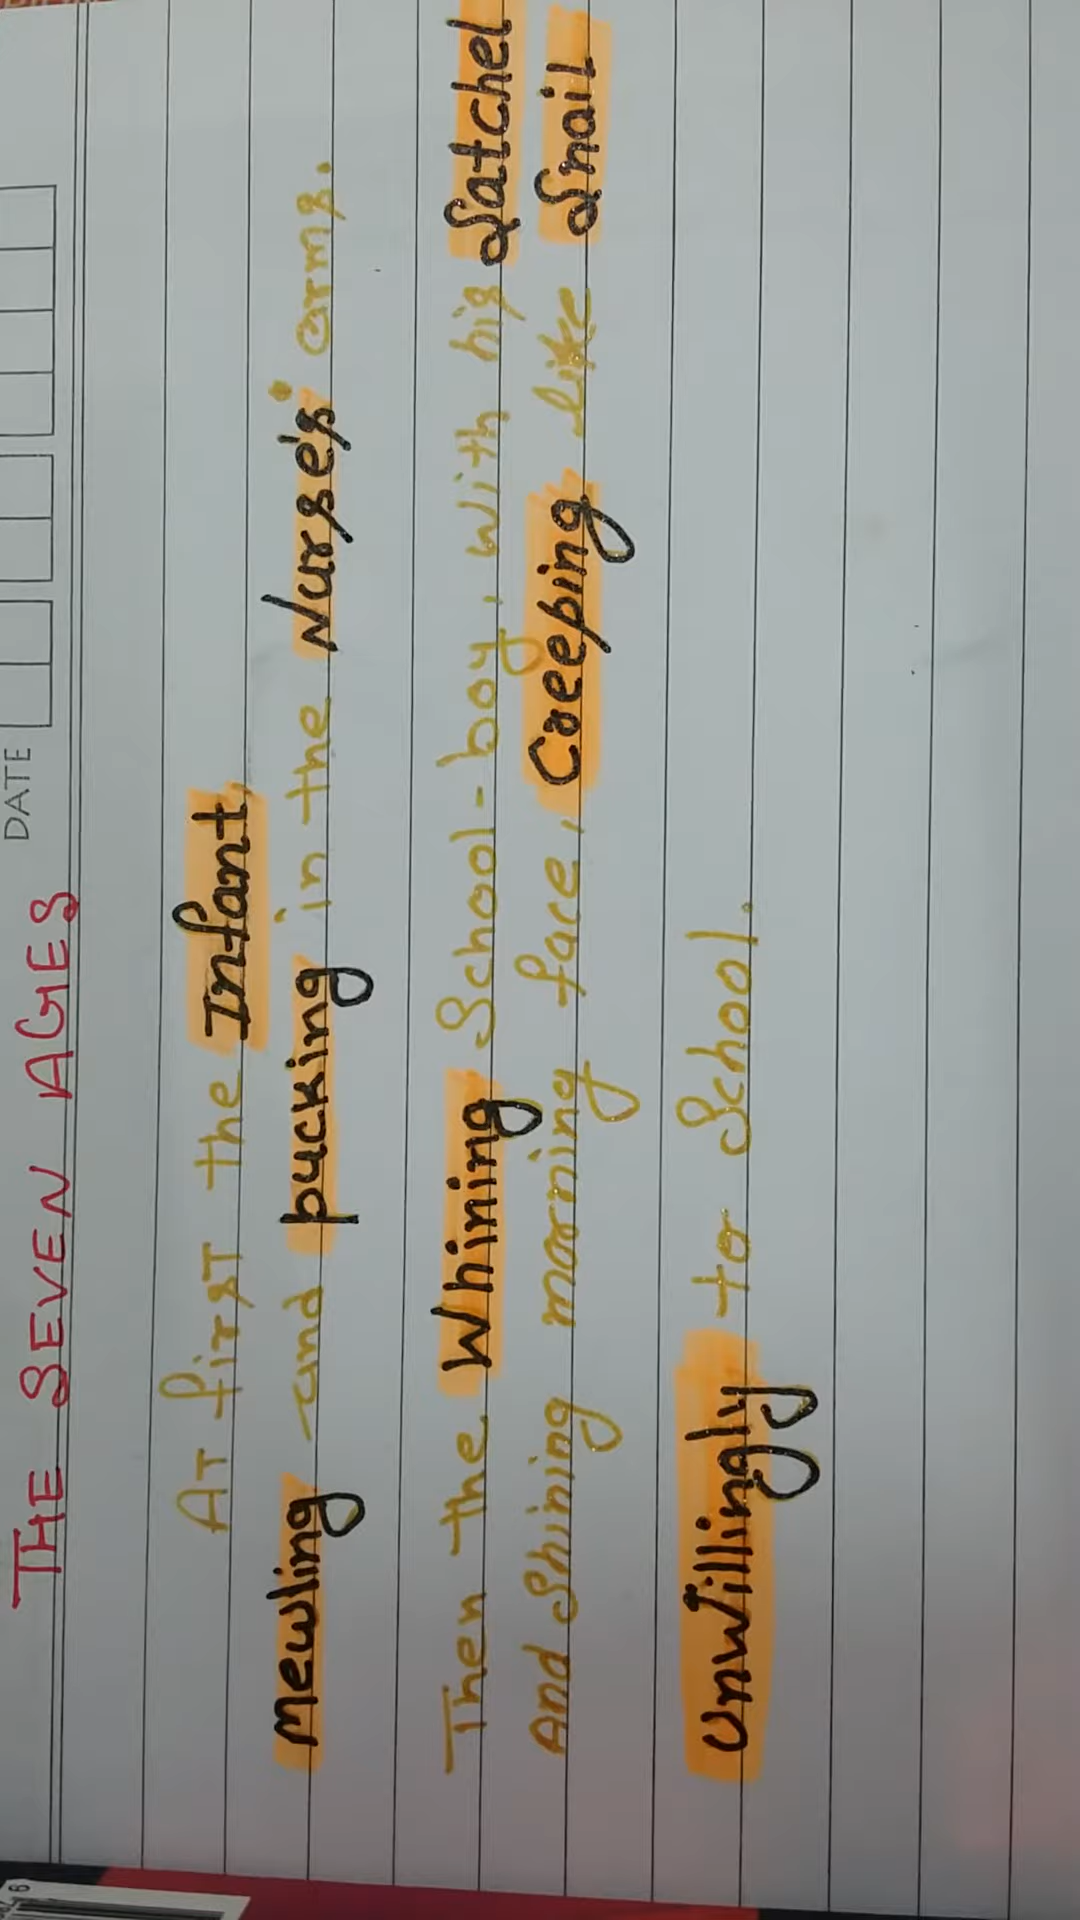 DATE
THE SEVEN AGES
At first the Infant,
mewling and pucking in the Nurse's arms.
Then the Whining School-boy, with his Satchel
And Shining morning face, Creeping like Snail
Unwillingly to School.